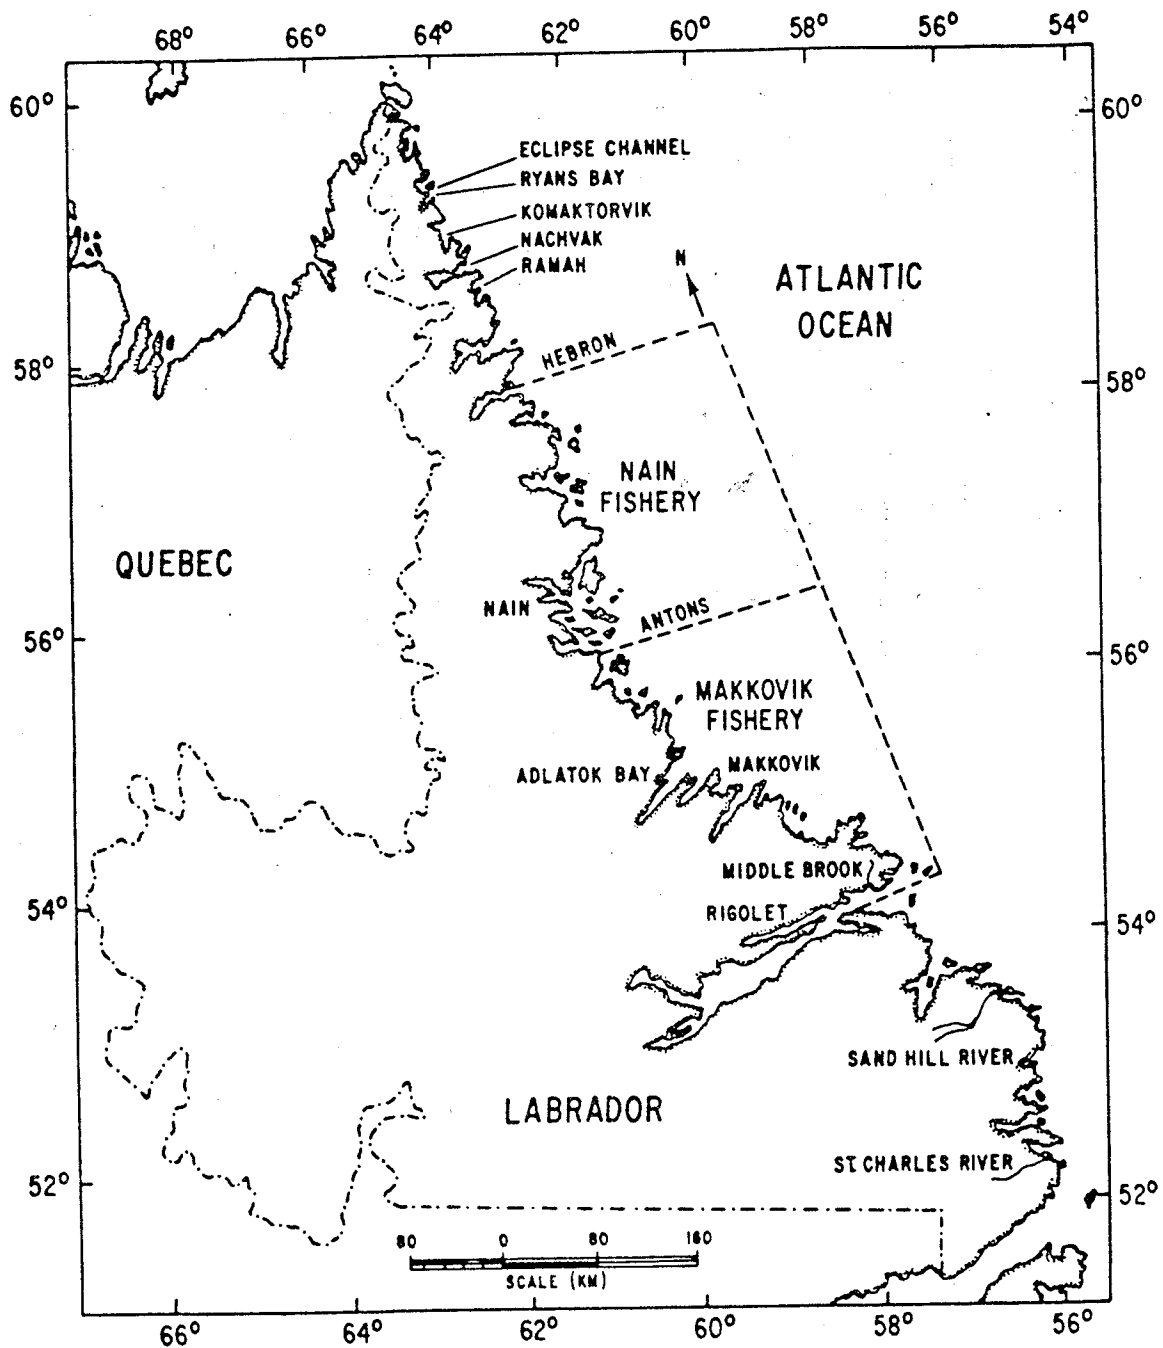 68° 66° 64° 62° 60° 58° 56° 54°
60° 60°
ECLIPSE CHANNEL
RYANS BAY
KOMAKTORVIK
NACHVAK
RAMAH
N
ATLANTIC
OCEAN
HEBRON
58° 58°
NAIN
FISHERY
QUEBEC
NAIN
ANTONS
56° 56°
MAKKOVIK
FISHERY
ADLATOK BAY
MAKKOVIK
MIDDLE BROOK
RIGOLET
54° 54°
SAND HILL RIVER
LABRADOR
ST. CHARLES RIVER
52° 52°
80 0 80 160
SCALE (KM)
66° 64° 62° 60° 58° 56°